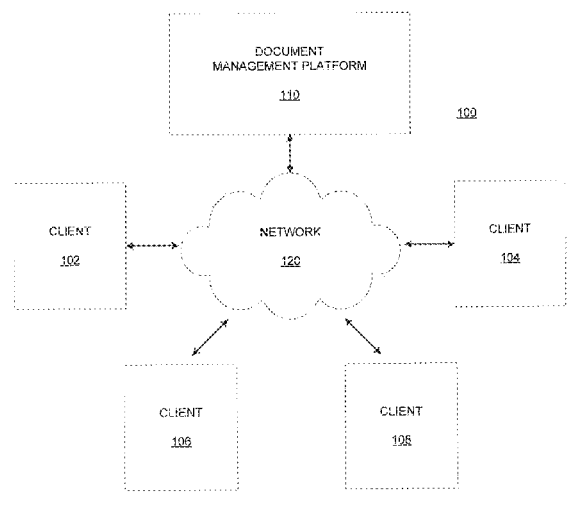 DOCUMENT
MANAGEMENT PLATFORM
110
100
CLIENT
102
NETWORK
120
CLIENT
104
CLIENT
106
CLIENT
108